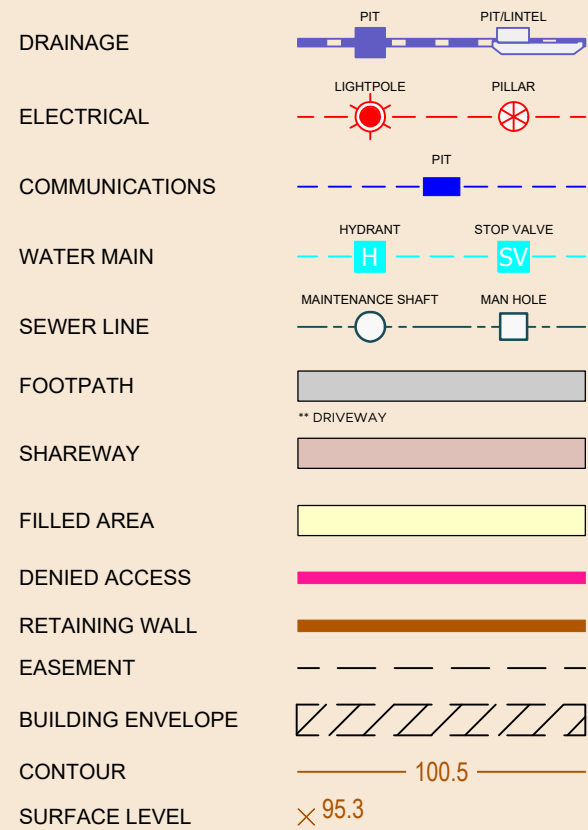 PIT PIT/LINTEL
DRAINAGE
LIGHTPOLE PILLAR
ELECTRICAL
PIT
COMMUNICATIONS
HYDRANT STOP VALVE
WATER MAIN H SV
MAINTENANCE SHAFT MAN HOLE
SEWER LINE
FOOTPATH
** DRIVEWAY
SHAREWAY
FILLED AREA
DENIED ACCESS
RETAINING WALL
EASEMENT
BUILDING ENVELOPE
CONTOUR 100.5
SURFACE LEVEL 95.3